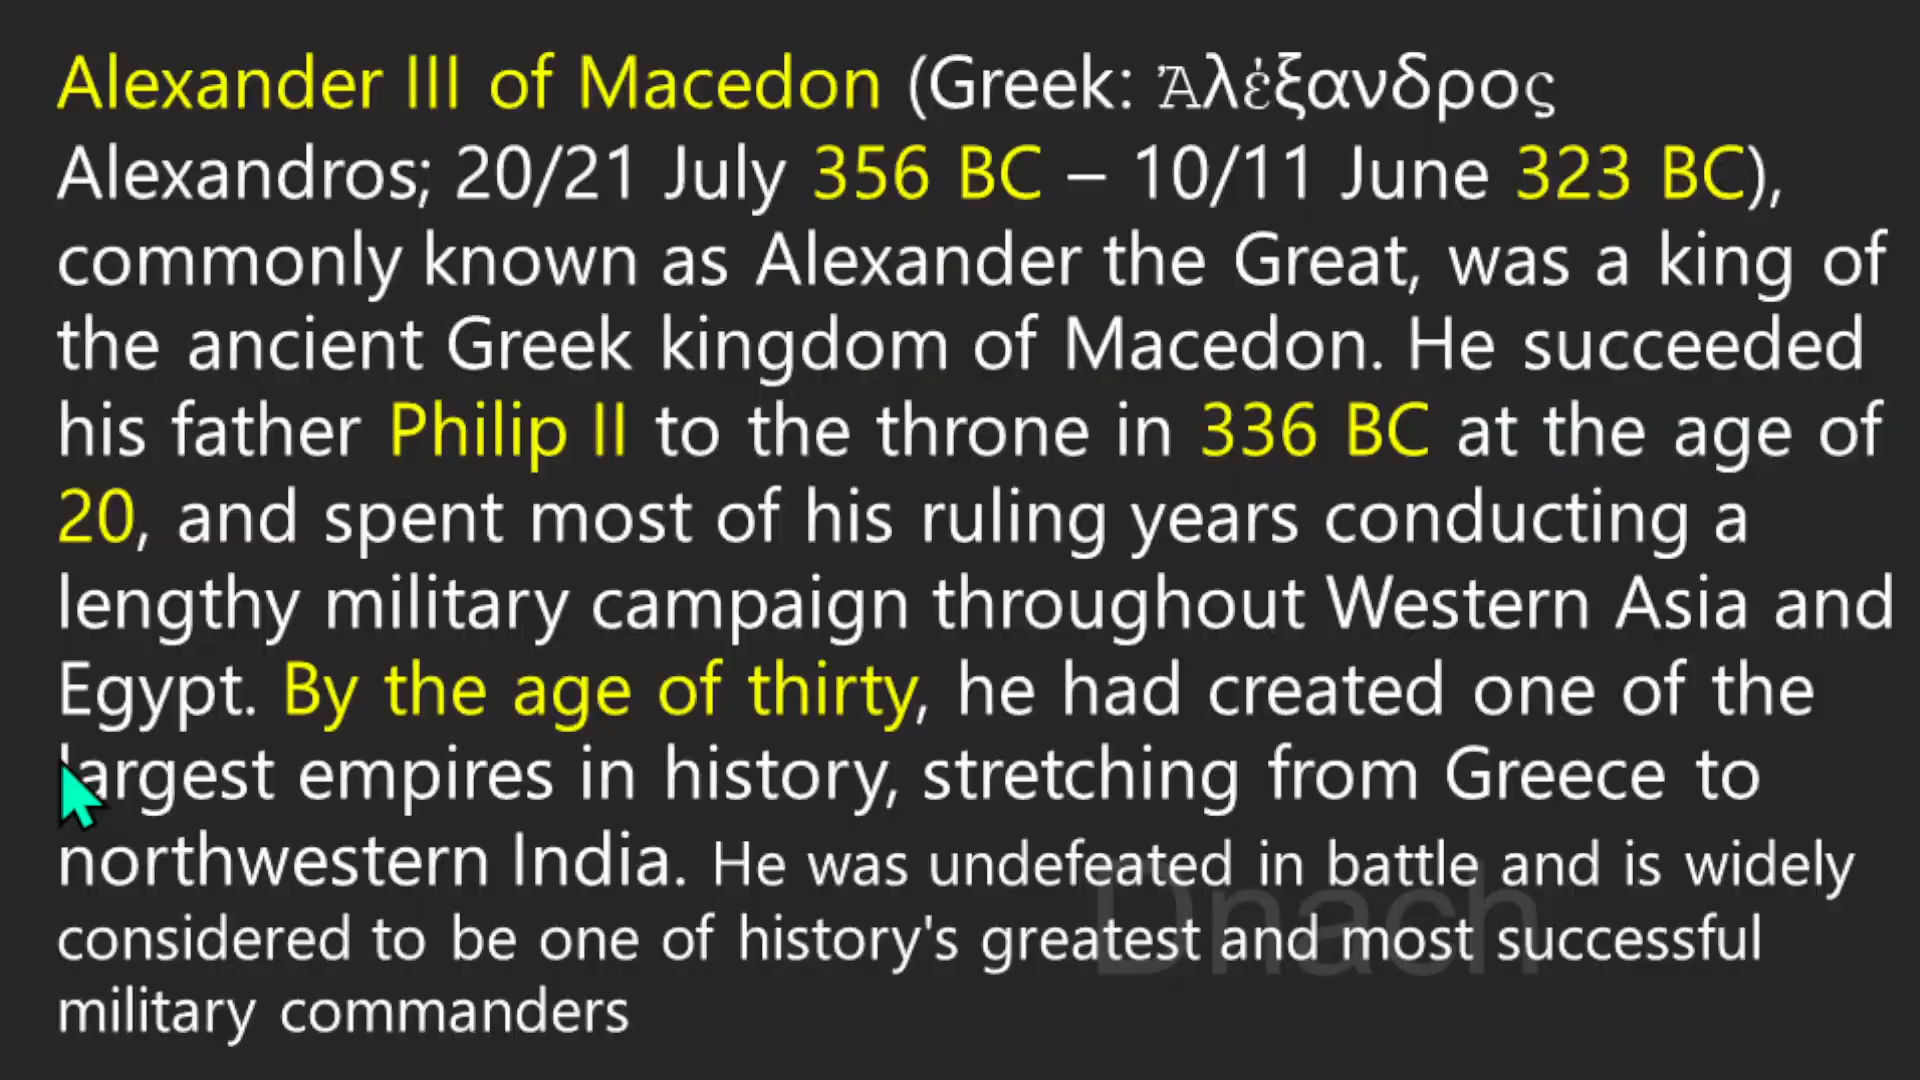 Alexander III of Macedon (Greek: Ἀλέξανδρος
Alexandros; 20/21 July 356 BC – 10/11 June 323 BC),
commonly known as Alexander the Great, was a king of
the ancient Greek kingdom of Macedon. He succeeded
his father Philip II to the throne in 336 BC at the age of
20, and spent most of his ruling years conducting a
lengthy military campaign throughout Western Asia and
Egypt. By the age of thirty, he had created one of the
largest empires in history, stretching from Greece to
northwestern India. He was undefeated in battle and is widely
considered to be one of history's greatest and most successful
military commanders
Dnach